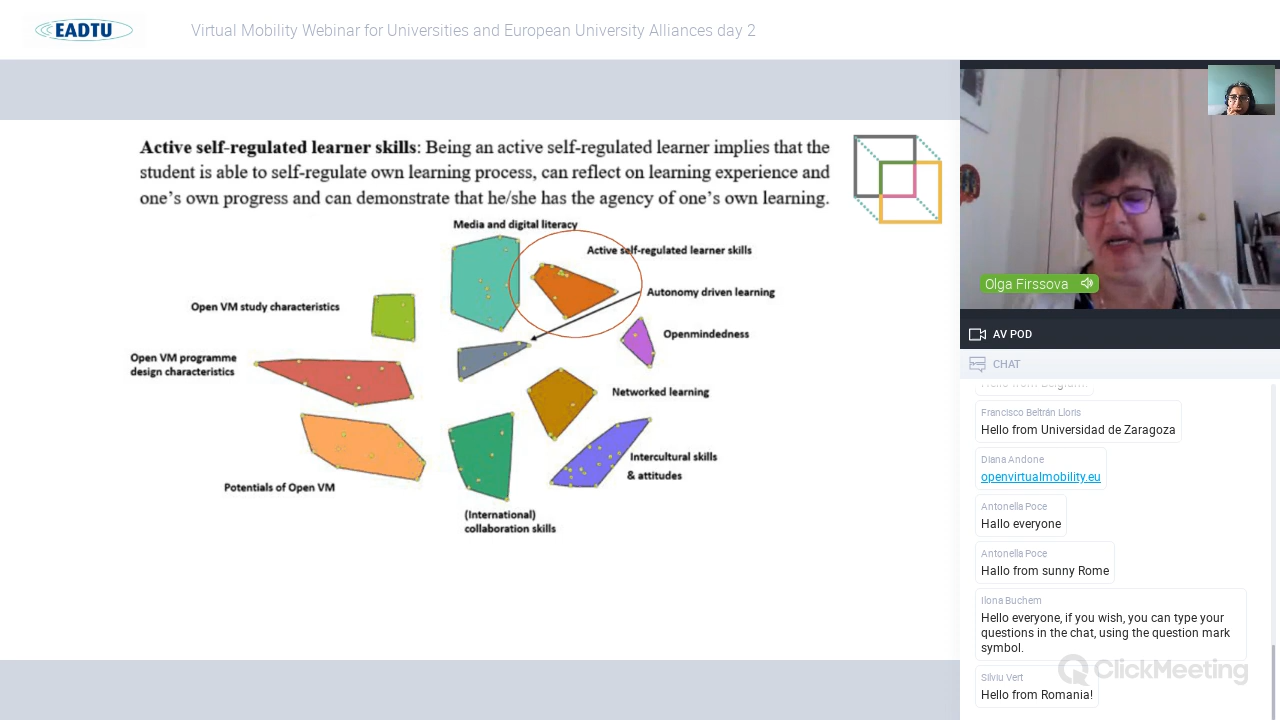 EADTU
Virtual Mobility Webinar for Universities and European University Alliances day 2
Active self-regulated learner skills: Being an active self-regulated learner implies that the
student is able to self-regulate own learning process, can reflect on learning experience and
one's own progress and can demonstrate that he/she has the agency of one's own learning.
Media and digital literacy
Active self-regulated learner skills
Autonomy driven learning
Open VM study characteristics
Openmindedness
Open VM programme
design characteristics
Networked learning
Intercultural skills
& attitudes
Potentials of Open VM
(International)
collaboration skills
Olga Firssova
AV POD
CHAT
Hello from Belgium!
Francisco Beltrán Lloris
Hello from Universidad de Zaragoza
Diana Andone
openvirtualmobility.eu
Antonella Poce
Hallo everyone
Antonella Poce
Hallo from sunny Rome
Ilona Buchem
Hello everyone, if you wish, you can type your
questions in the chat, using the question mark
symbol.
ClickMeeting
Silviu Vert
Hello from Romania!